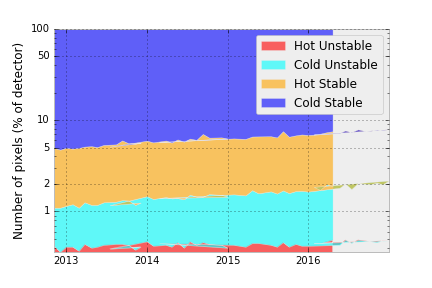 Number of pixels (% of detector)
100
50
10
5
2
1
2013
2014
2015
2016
Hot Unstable
Cold Unstable
Hot Stable
Cold Stable